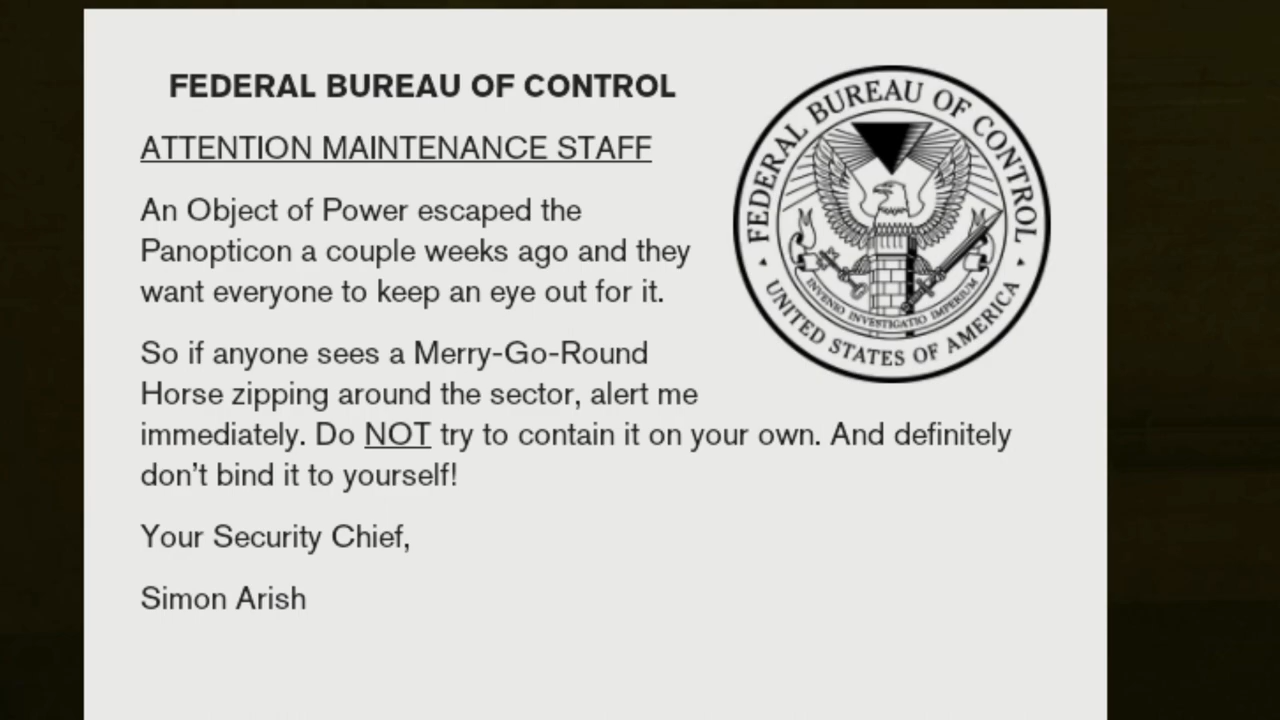 FEDERAL BUREAU OF CONTROL
ATTENTION MAINTENANCE STAFF
An Object of Power escaped the
Panopticon a couple weeks ago and they
want everyone to keep an eye out for it.
So if anyone sees a Merry-Go-Round
Horse zipping around the sector, alert me
immediately. Do NOT try to contain it on your own. And definitely
don't bind it to yourself!
Your Security Chief,
Simon Arish
FEDERAL BUREAU OF CONTROL
INVENIO INVESTIGATIO IMPERIUM
UNITED STATES OF AMERICA